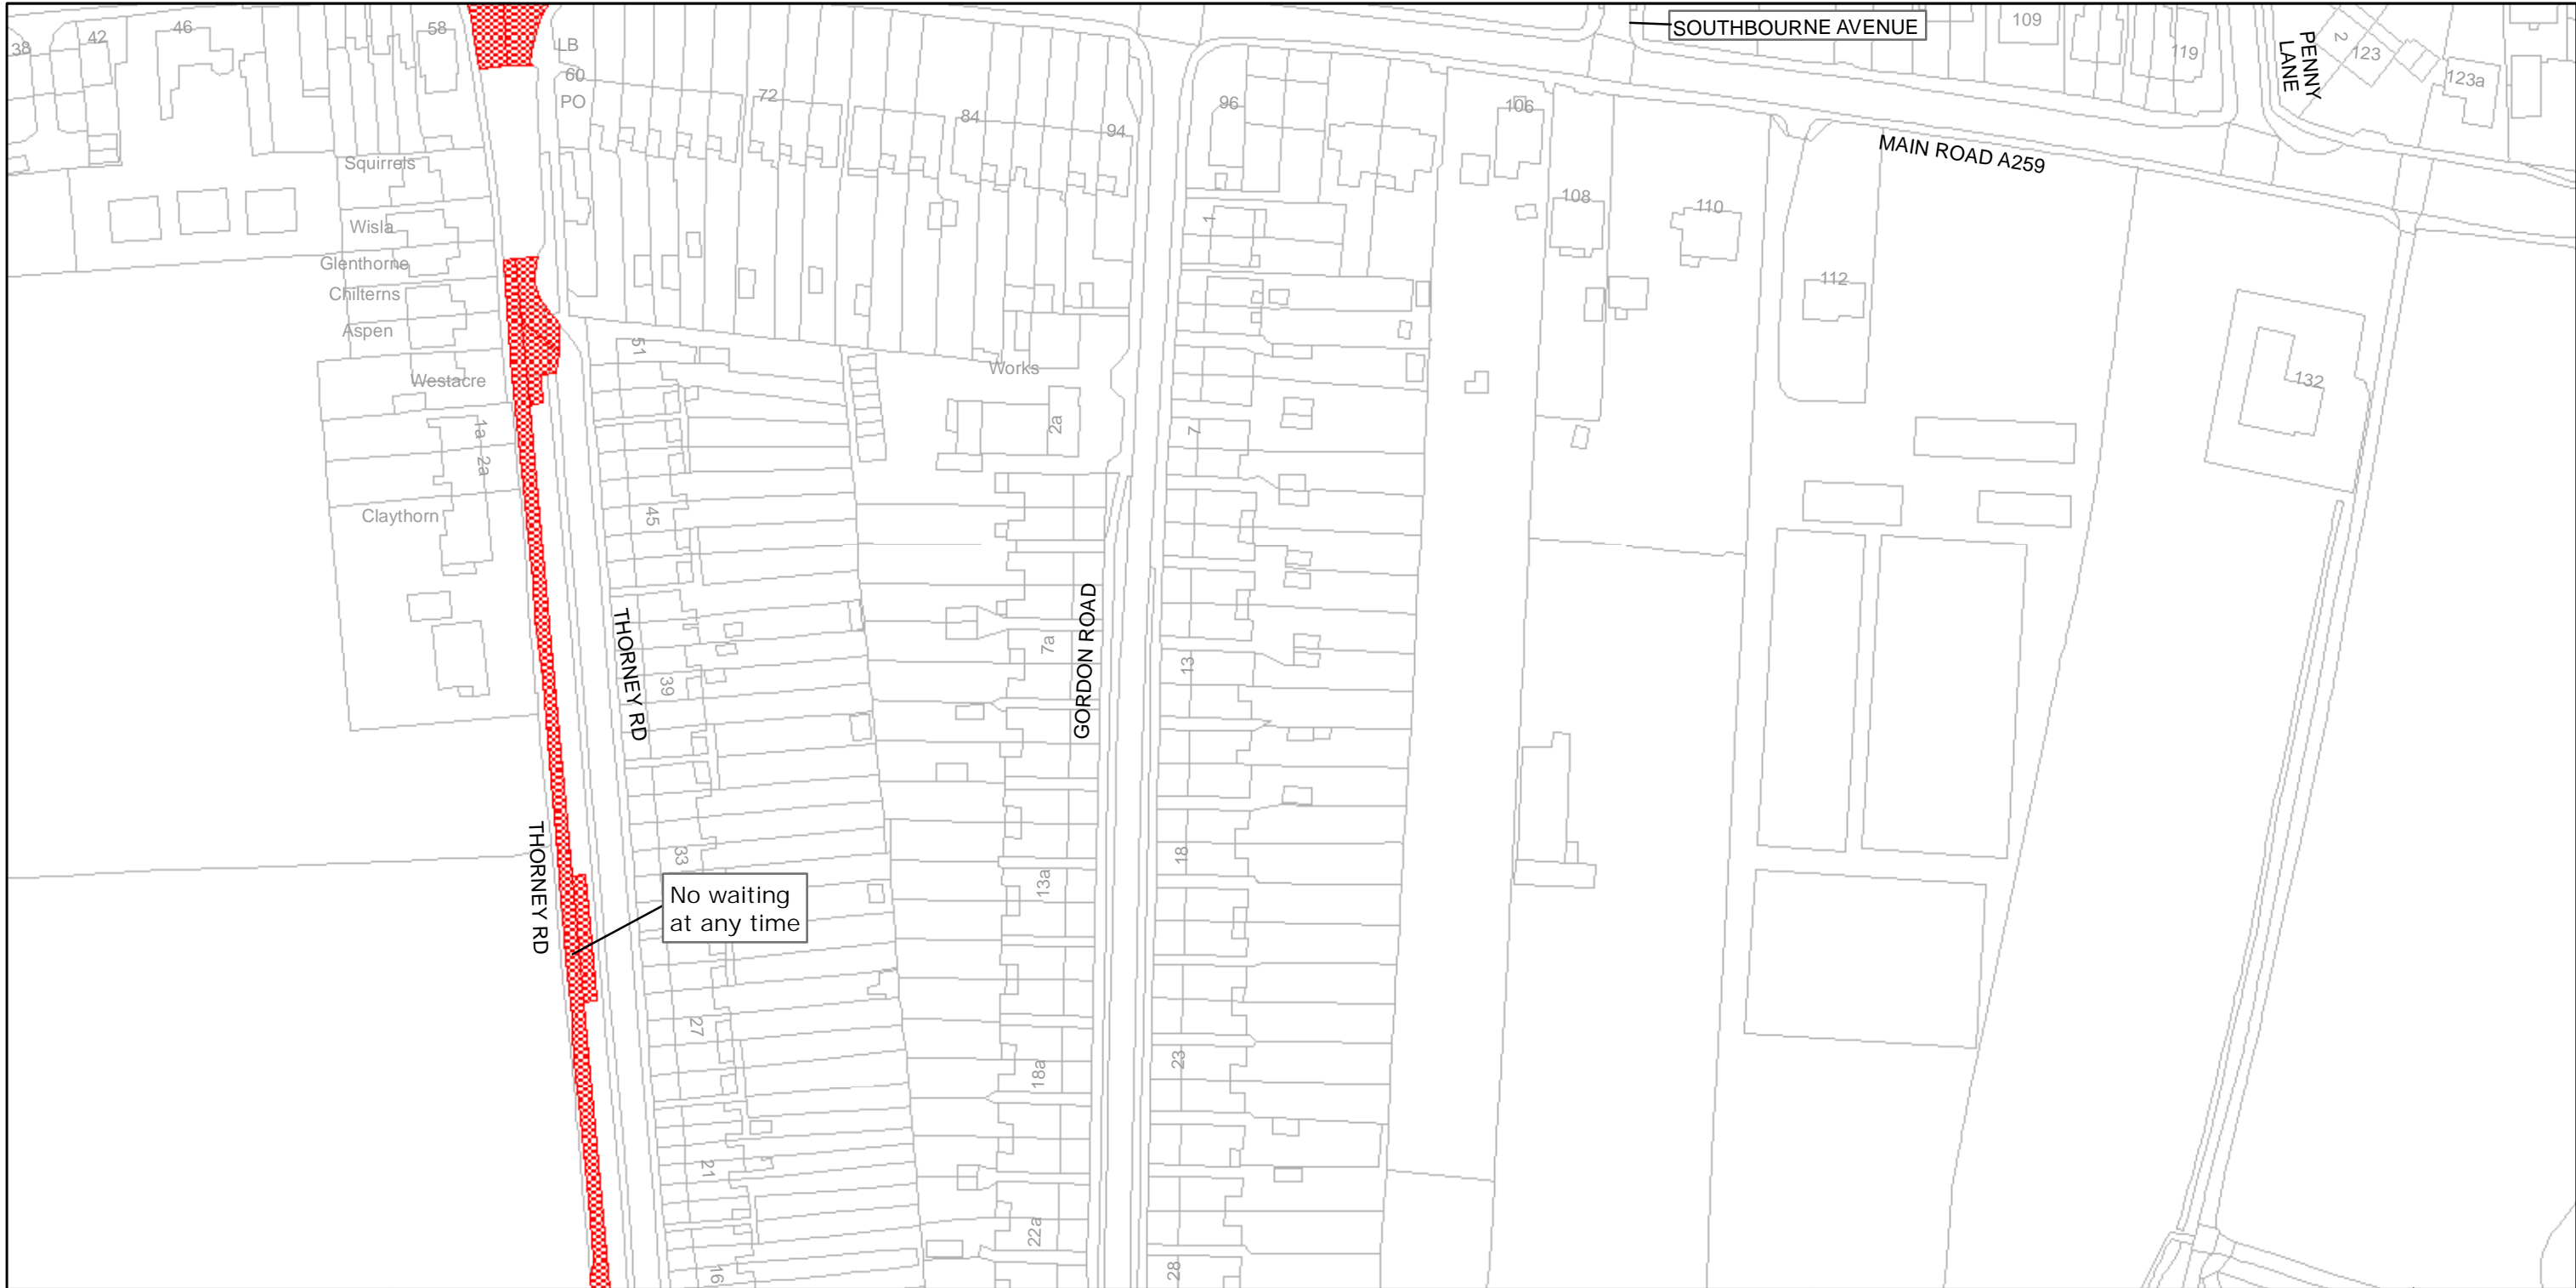 SOUTHBOURNE AVENUE
109
58
46
42
38
LB
60
PO
119
PENNY
LANE
2
123
123a
72
84
94
96
106
MAIN ROAD A259
Squirrels
Wisla
Glenthorne
Chilterns
Aspen
Westacre
1
108
110
112
132
51
Works
2a
7
1a
2a
Claythorn
45
THORNEY RD
39
GORDON ROAD
7a
13
THORNEY RD
33
No waiting
at any time
13a
18
27
18a
23
21
22a
16
28